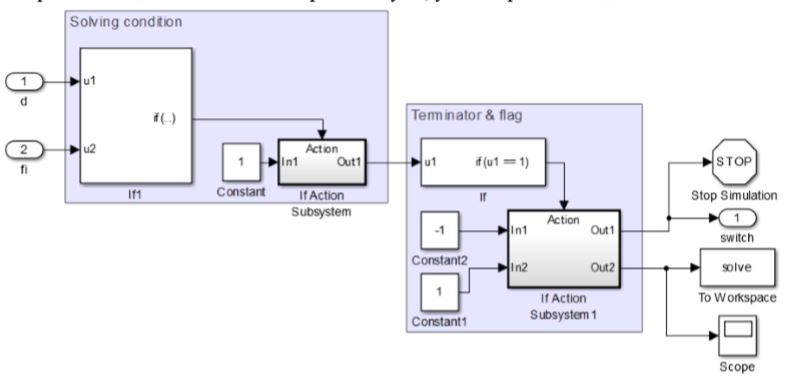 Solving condition
1
d
2
fi
u1
u2
if(..)
If1
1
Constant
Action
In1
Out1
If Action
Subsystem
Terminator & flag
u1
if(u1 == 1)
If
-1
Constant2
1
Constant1
Action
In1
Out1
In2
Out2
If Action
Subsystem 1
STOP
Stop Simulation
1
switch
solve
To Workspace
Scope